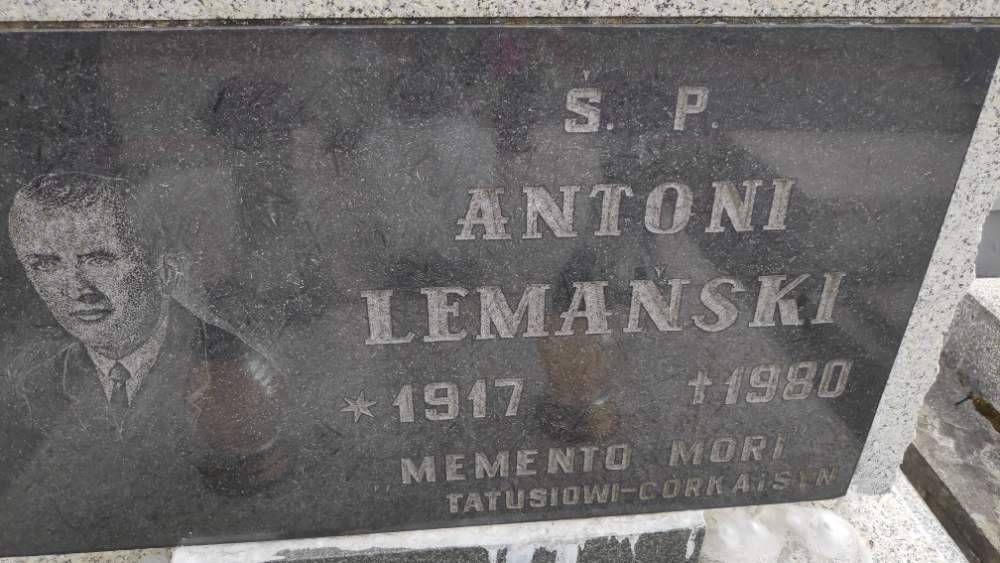 Ś. P.
ANTONI
LEMAŃSKI
*1917 †1980
MEMENTO MORI
TATUSIOWI-CÓRKA i SYN